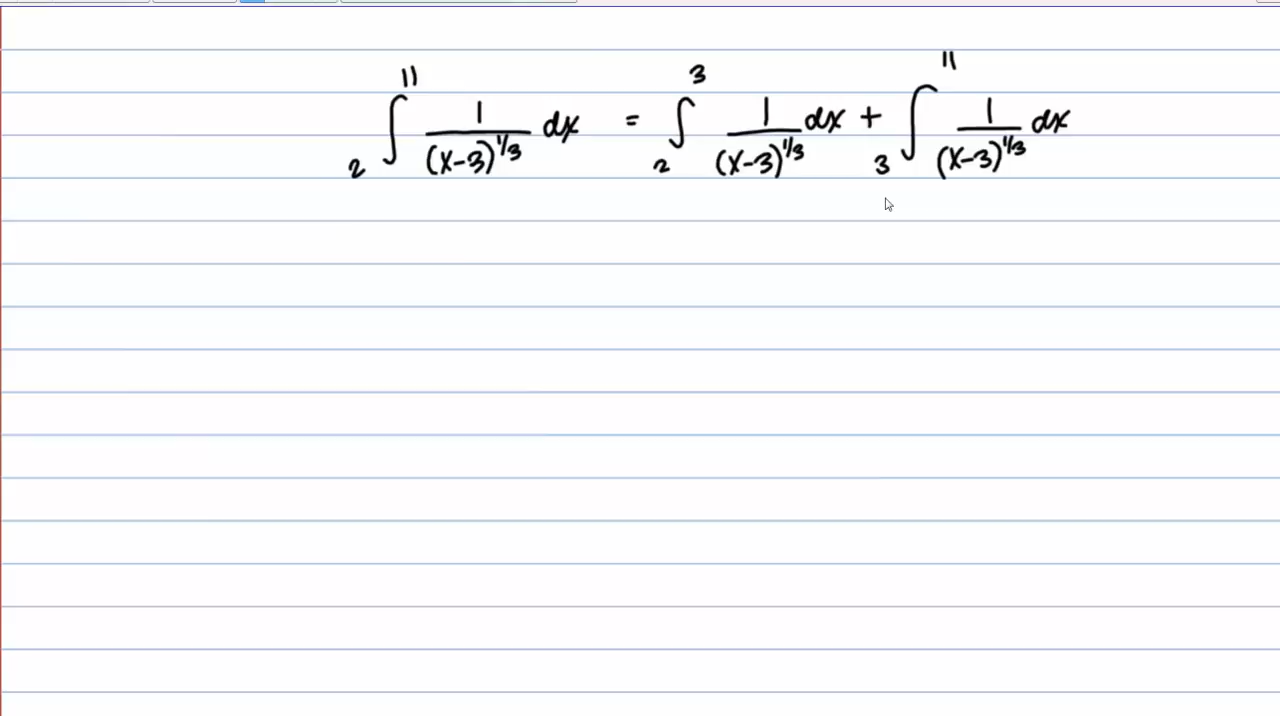 ∫₂¹¹ 1/(x-3)^{1/3} dx = ∫₂³ 1/(x-3)^{1/3} dx + ∫₃¹¹ 1/(x-3)^{1/3} dx